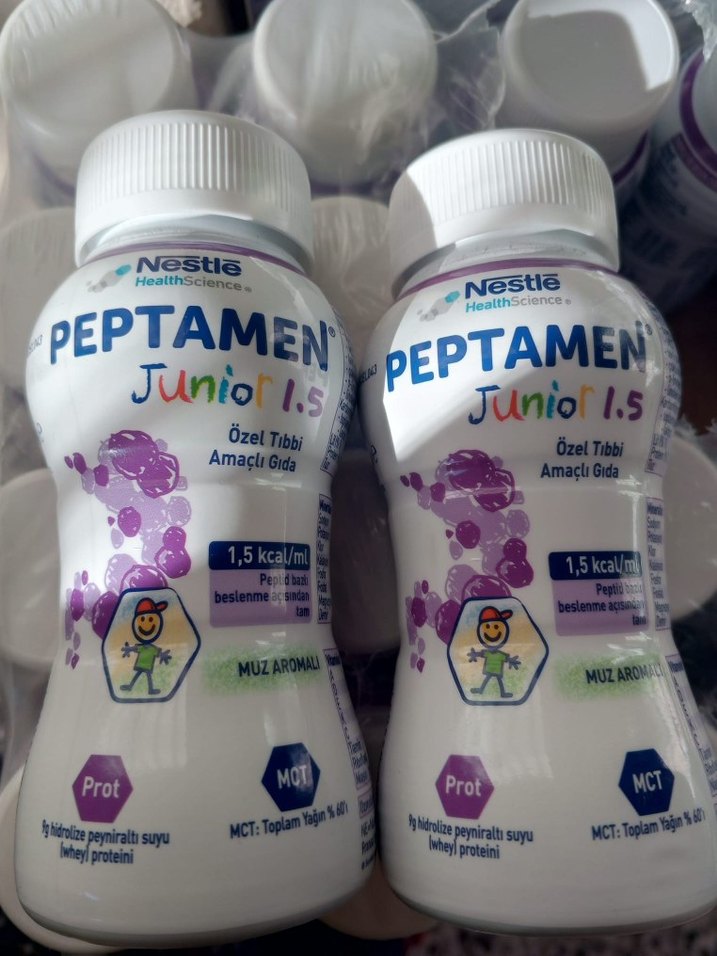 Nestlē
HealthScience®
PEPTAMEN®
Junior 1.5
Özel Tıbbi
Amaçlı Gıda
1,5 kcal/ml
Peptid bazlı
beslenme açısından
tam
MUZ AROMALI
Prot
9g hidrolize peyniraltı suyu
(whey) proteini
MCT
MCT: Toplam Yağın % 60'ı
Nestlē
HealthScience®
PEPTAMEN®
Junior 1.5
Özel Tıbbi
Amaçlı Gıda
1,5 kcal/ml
Peptid bazlı
beslenme açısından
tam
MUZ AROMALI
Prot
9g hidrolize peyniraltı suyu
(whey) proteini
MCT
MCT: Toplam Yağın % 60'ı